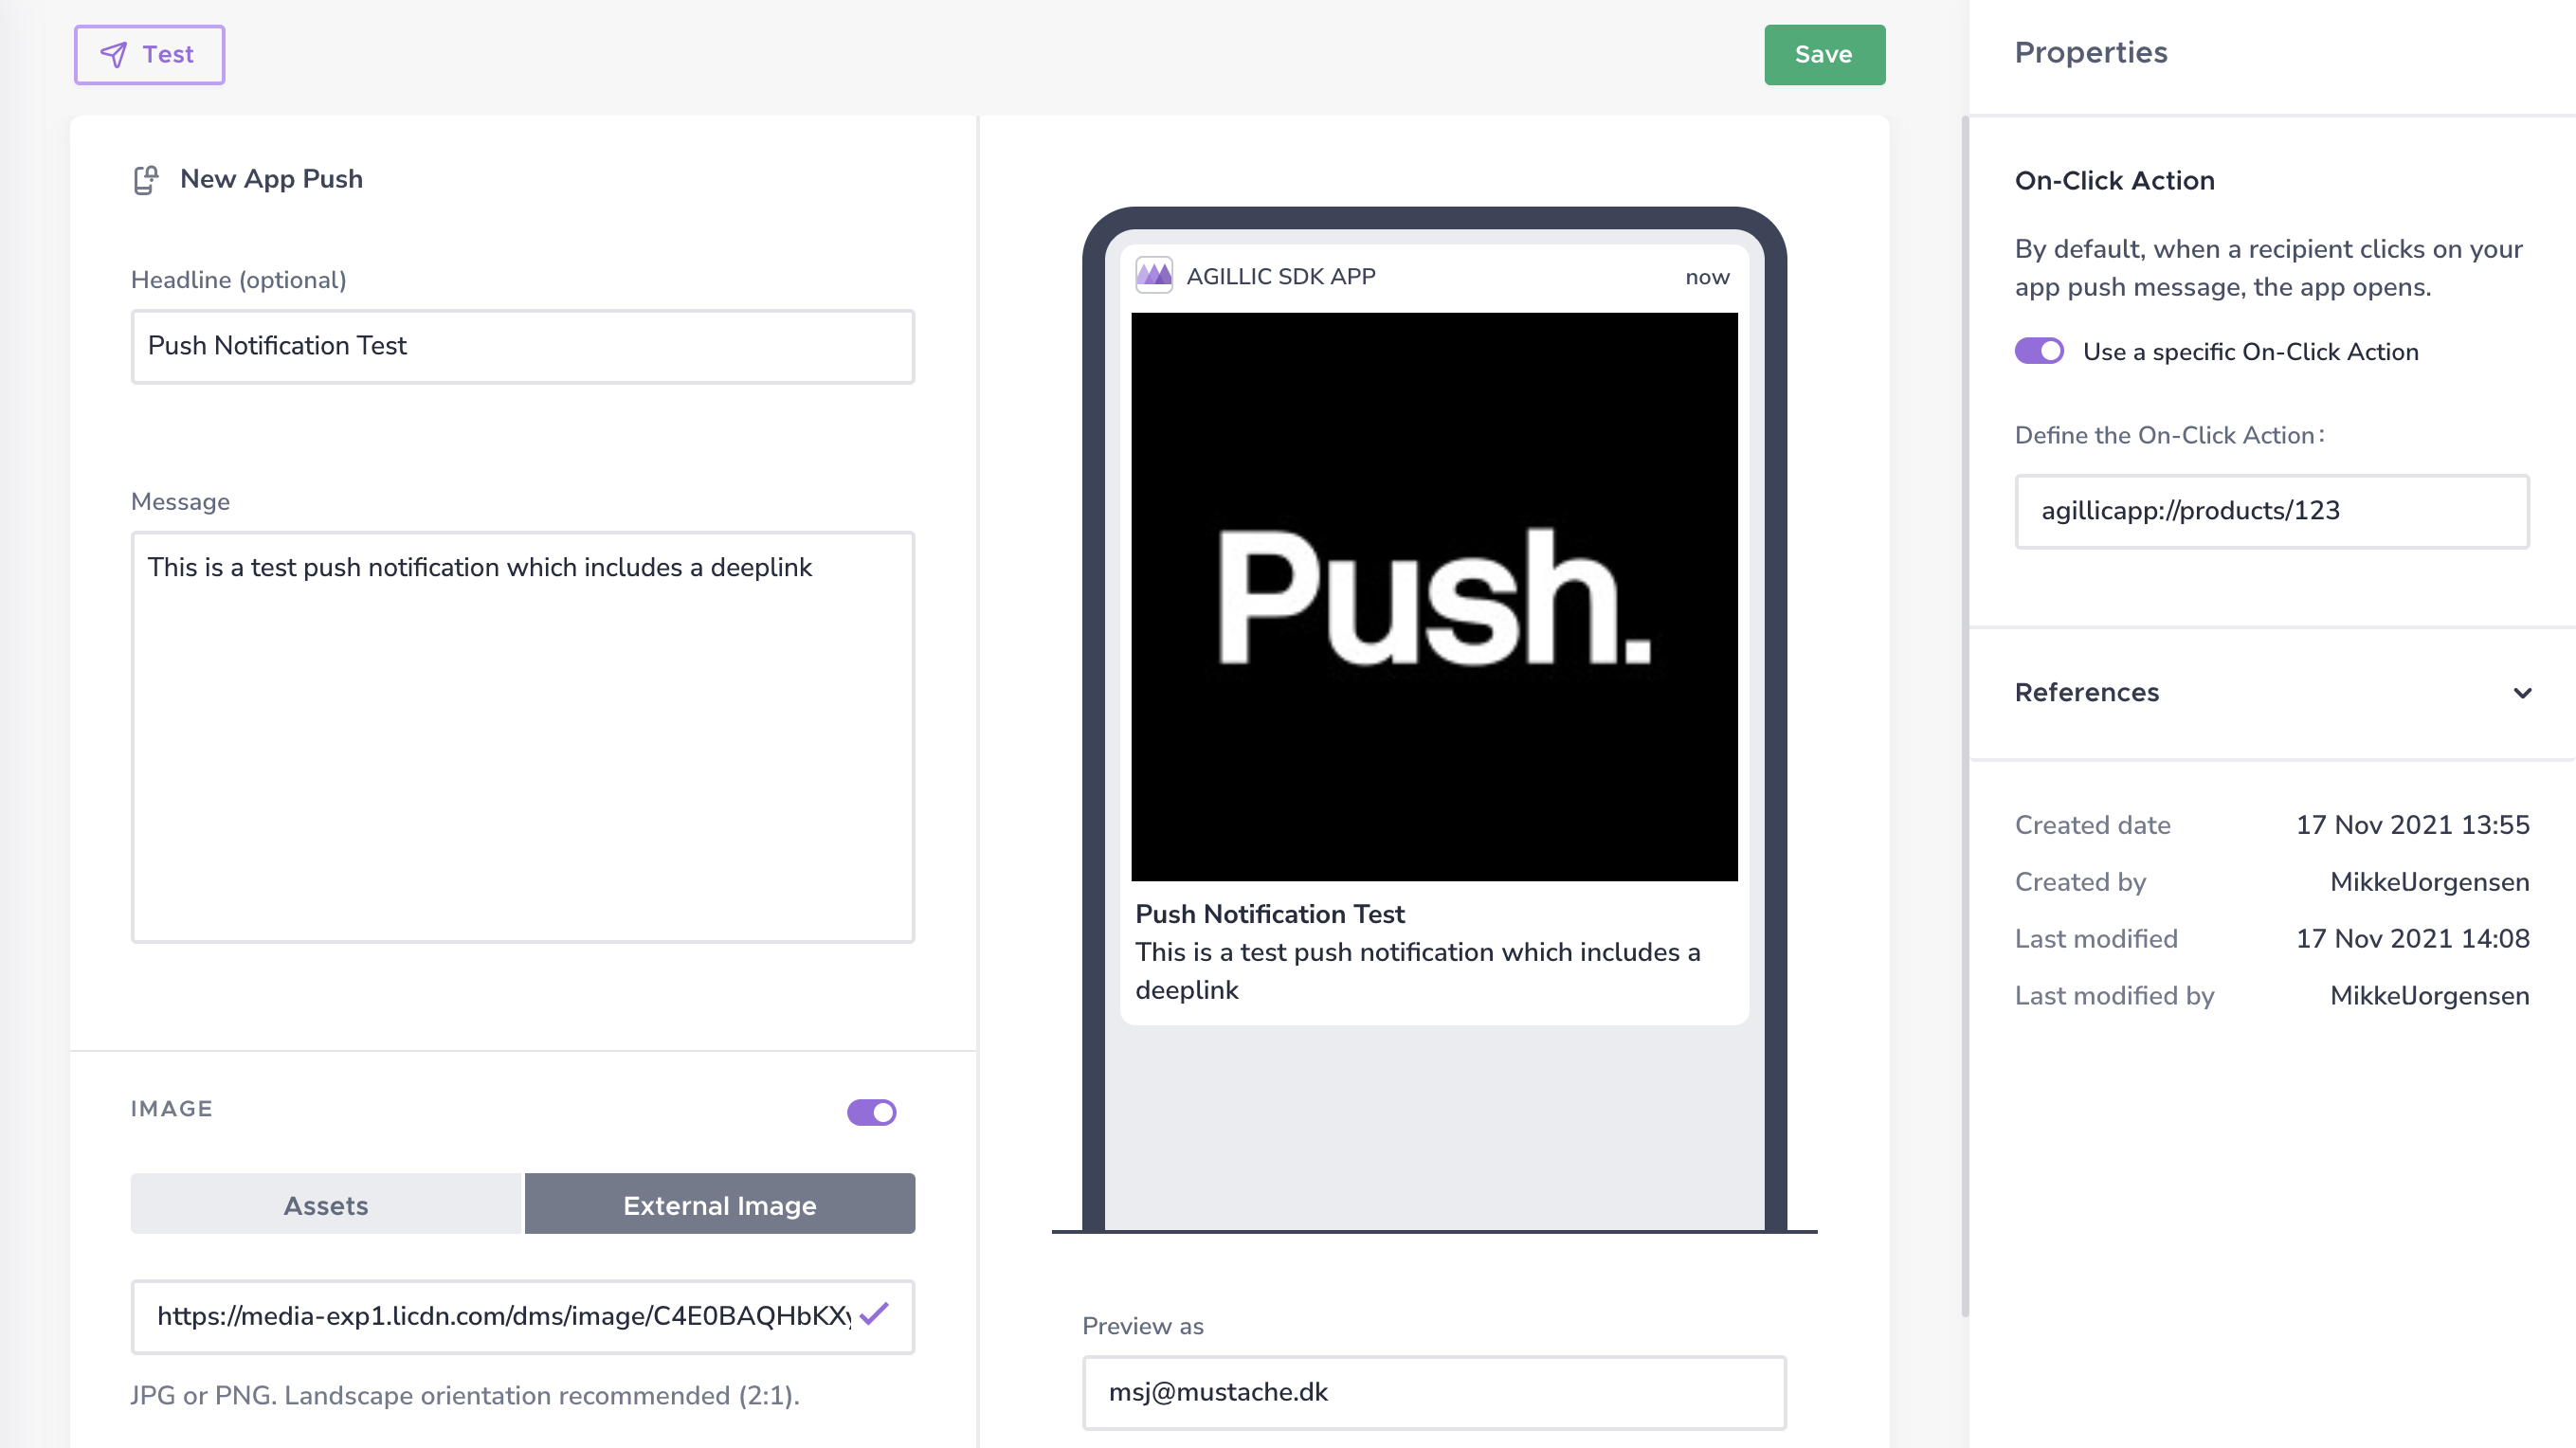 Test
Save
New App Push
Headline (optional)
Push Notification Test
Message
This is a test push notification which includes a deeplink
IMAGE
Assets
External Image
https://media-exp1.licdn.com/dms/image/C4E0BAQHbKXy
JPG or PNG. Landscape orientation recommended (2:1).
AGILLIC SDK APP
now
Push.
Push Notification Test
This is a test push notification which includes a
deeplink
Preview as
msj@mustache.dk
Properties
On-Click Action
By default, when a recipient clicks on your
app push message, the app opens.
Use a specific On-Click Action
Define the On-Click Action:
agillicapp://products/123
References
Created date 17 Nov 2021 13:55
Created by MikkelJorgensen
Last modified 17 Nov 2021 14:08
Last modified by MikkelJorgensen